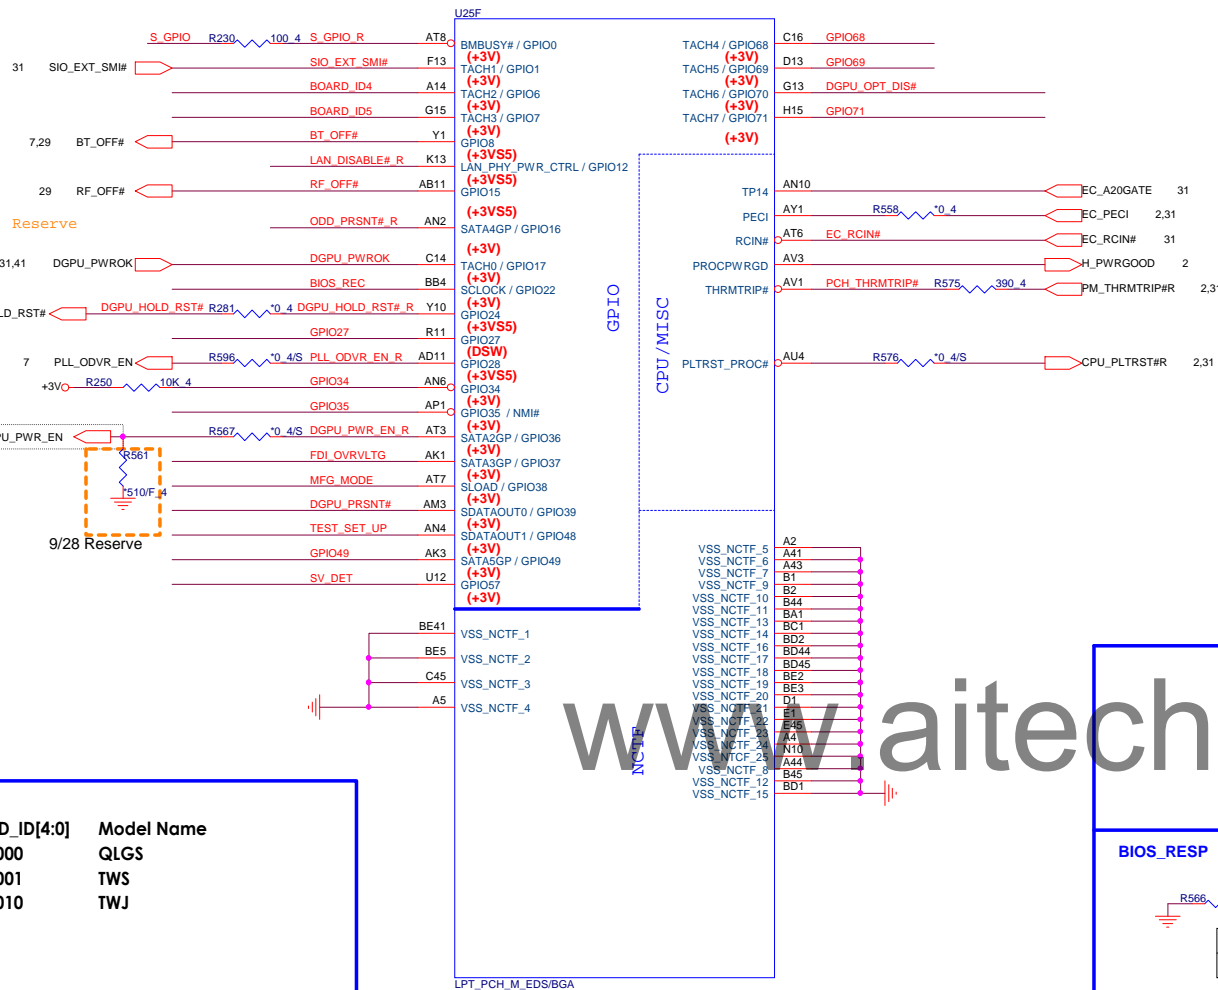 U25F
S_GPIO R230 100_4 S_GPIO_R AT8 BMBUSY# / GPIO0
(+3V)
31 SIO_EXT_SMI# SIO_EXT_SMI# F13 TACH1 / GPIO1
(+3V)
BOARD_ID4 A14 TACH2 / GPIO6
(+3V)
BOARD_ID5 G15 TACH3 / GPIO7
(+3V)
7,29 BT_OFF# BT_OFF# Y1 GPIO8
(+3VS5)
LAN_DISABLE#_R K13 LAN_PHY_PWR_CTRL / GPIO12
(+3VS5)
29 RF_OFF# RF_OFF# AB11 GPIO15
(+3VS5)
Reserve
ODD_PRSNT#_R AN2 SATA4GP / GPIO16
(+3V)
31,41 DGPU_PWROK DGPU_PWROK C14 TACH0 / GPIO17
(+3V)
BIOS_REC BB4 SCLOCK / GPIO22
(+3V)
LD_RST# DGPU_HOLD_RST# R281 *0_4 DGPU_HOLD_RST#_R Y10 GPIO24
(+3VS5)
GPIO27 R11 GPIO27
(DSW)
7 PLL_ODVR_EN R596 *0_4/S PLL_ODVR_EN_R AD11 GPIO28
(+3VS5)
+3V R250 10K_4 GPIO34 AN6 GPIO34
(+3V)
GPIO35 AP1 GPIO35 / NMI#
(+3V)
PU_PWR_EN R567 *0_4/S DGPU_PWR_EN_R AT3 SATA2GP / GPIO36
(+3V)
R561
*510/F_4
9/28 Reserve
FDI_OVRVLTG AK1 SATA3GP / GPIO37
(+3V)
MFG_MODE AT7 SLOAD / GPIO38
(+3V)
DGPU_PRSNT# AM3 SDATAOUT0 / GPIO39
(+3V)
TEST_SET_UP AN4 SDATAOUT1 / GPIO48
(+3V)
GPIO49 AK3 SATA5GP / GPIO49
(+3V)
SV_DET U12 GPIO57
(+3V)
BE41 VSS_NCTF_1
BE5 VSS_NCTF_2
C45 VSS_NCTF_3
A5 VSS_NCTF_4
GPIO
CPU/MISC
NCTF
TACH4 / GPIO68 C16 GPIO68
(+3V)
TACH5 / GPIO69 D13 GPIO69
(+3V)
TACH6 / GPIO70 G13 DGPU_OPT_DIS#
(+3V)
TACH7 / GPIO71 H15 GPIO71
(+3V)
TP14 AN10 EC_A20GATE 31
PECI AY1 R558 *0_4 EC_PECI 2,31
RCIN# AT6 EC_RCIN# EC_RCIN# 31
PROCPWRGD AV3 H_PWRGOOD 2
THRMTRIP# AV1 PCH_THRMTRIP# R575 390_4 PM_THRMTRIP#R 2,31
PLTRST_PROC# AU4 R576 *0_4/S CPU_PLTRST#R 2,31
VSS_NCTF_5 A2
VSS_NCTF_6 A41
VSS_NCTF_7 A43
VSS_NCTF_9 B1
VSS_NCTF_10 B2
VSS_NCTF_11 B44
VSS_NCTF_13 BA1
VSS_NCTF_14 BC1
VSS_NCTF_16 BD2
VSS_NCTF_17 BD44
VSS_NCTF_18 BD45
VSS_NCTF_19 BE2
VSS_NCTF_20 BE3
VSS_NCTF_21 D1
VSS_NCTF_22 E1
VSS_NCTF_23 E45
VSS_NCTF_24 A4
VSS_NTCF_25 N10
VSS_NCTF_8 A44
VSS_NCTF_12 B45
VSS_NCTF_15 BD1
www.aitech
LPT_PCH_M_EDS/BGA
D_ID[4:0] Model Name
000 QLGS
001 TWS
010 TWJ
BIOS_RESP
R566